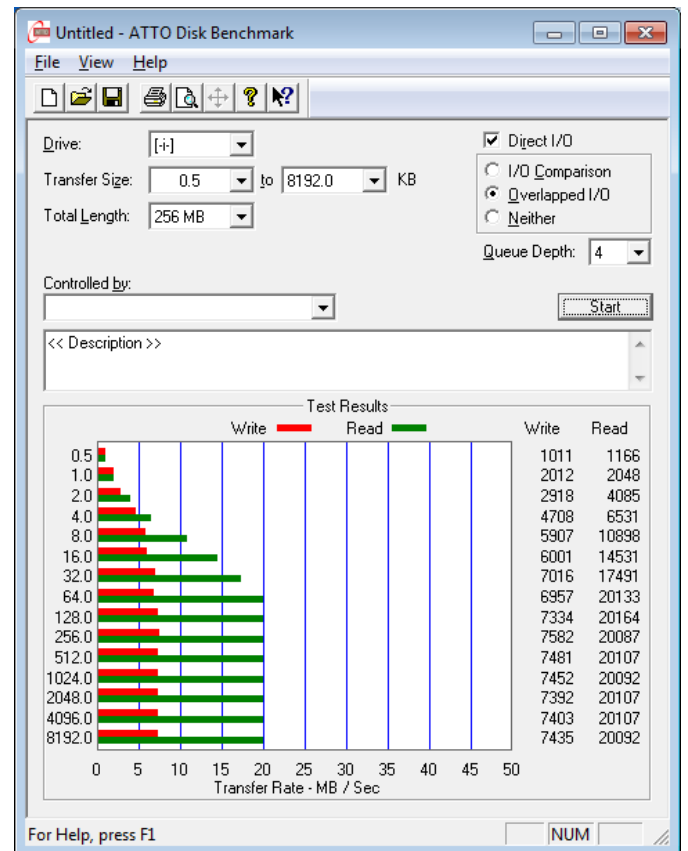 Untitled - ATTO Disk Benchmark
File View Help
Drive: [-i-]
Direct I/O
Transfer Size: 0.5 to 8192.0 KB
I/O Comparison
Overlapped I/O
Total Length: 256 MB
Neither
Queue Depth: 4
Controlled by:
Start
<< Description >>
Test Results
Write Read Write Read
0.5 1011 1166
1.0 2012 2048
2.0 2918 4085
4.0 4708 6531
8.0 5907 10898
16.0 6001 14531
32.0 7016 17491
64.0 6957 20133
128.0 7334 20164
256.0 7582 20087
512.0 7481 20107
1024.0 7452 20092
2048.0 7392 20107
4096.0 7403 20107
8192.0 7435 20092
0 5 10 15 20 25 30 35 40 45 50
Transfer Rate - MB / Sec
For Help, press F1 NUM